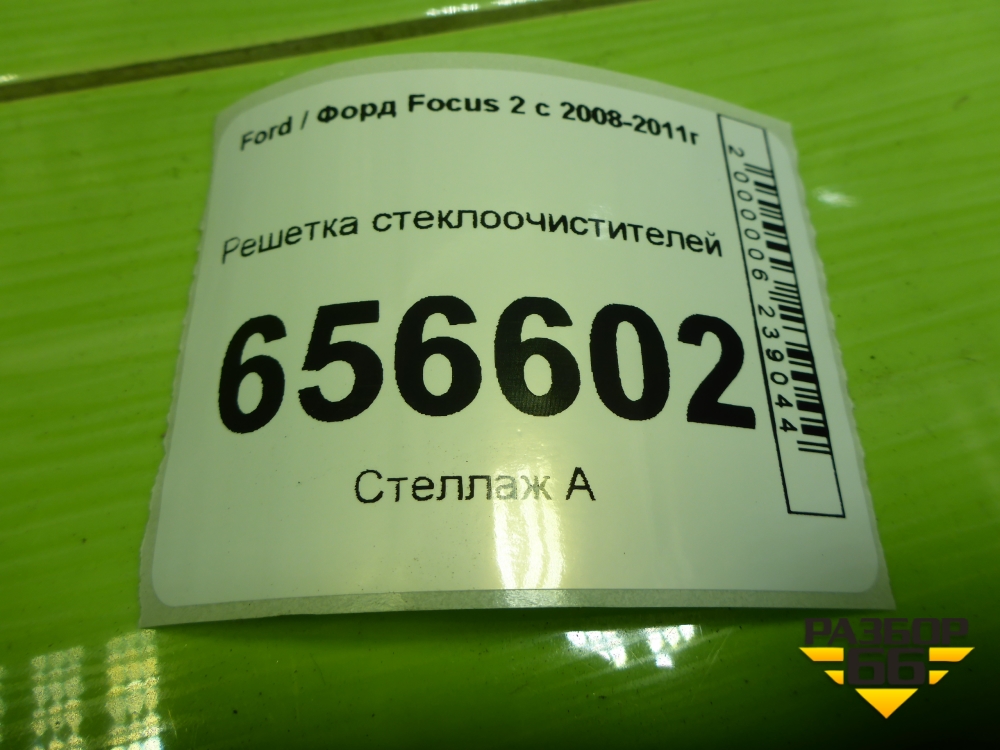 Ford / Форд Focus 2 с 2008-2011г
Решетка стеклоочистителей
656602
Стеллаж А
2000006239044
РАЗБОР
66